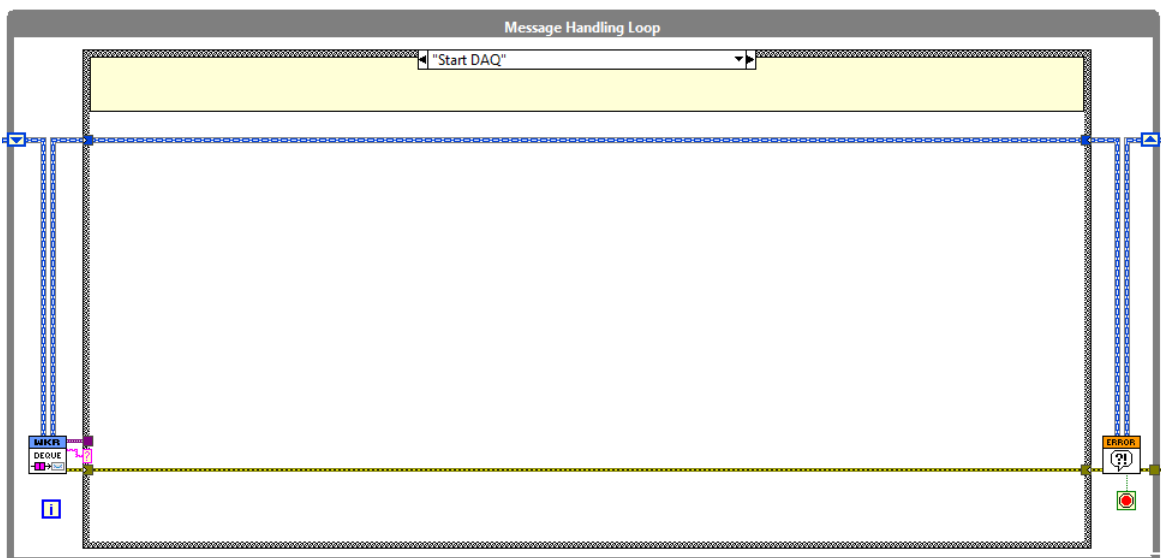 Message Handling Loop
"Start DAQ"
WKR
DEQUE
?
i
ERROR
?!